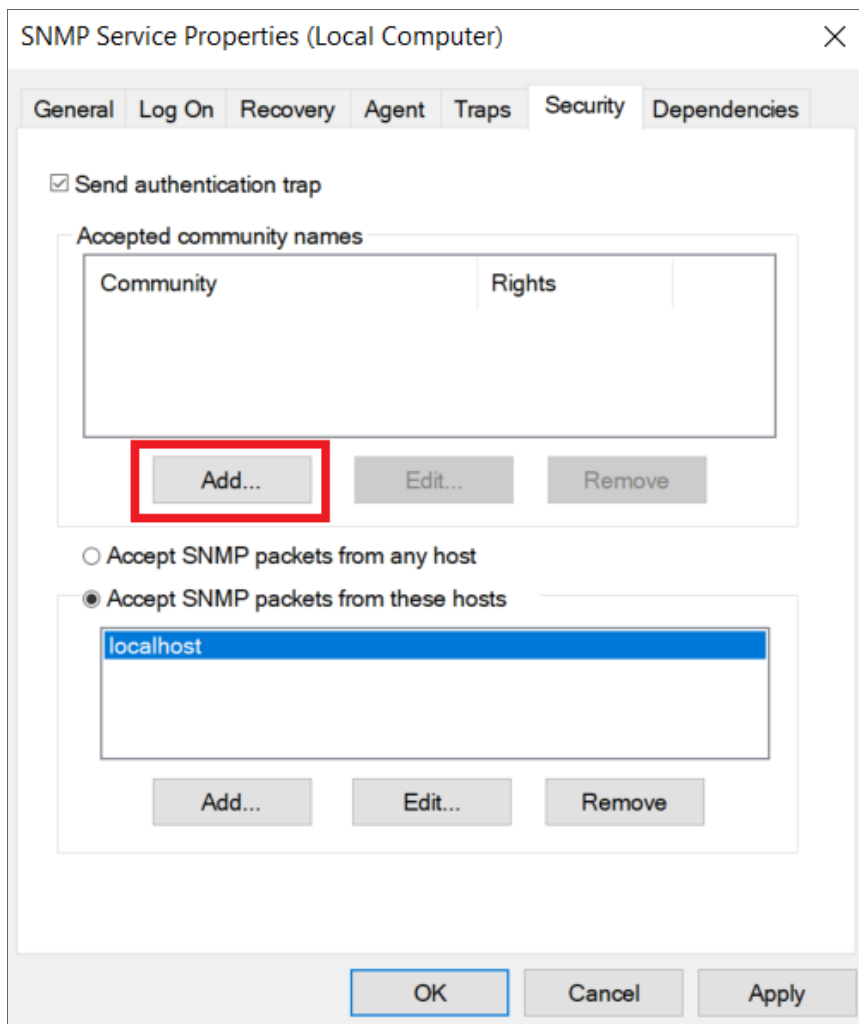 SNMP Service Properties (Local Computer)
General Log On Recovery Agent Traps Security Dependencies
Send authentication trap
Accepted community names
Community Rights
Add... Edit... Remove
Accept SNMP packets from any host
Accept SNMP packets from these hosts
localhost
Add... Edit... Remove
OK Cancel Apply